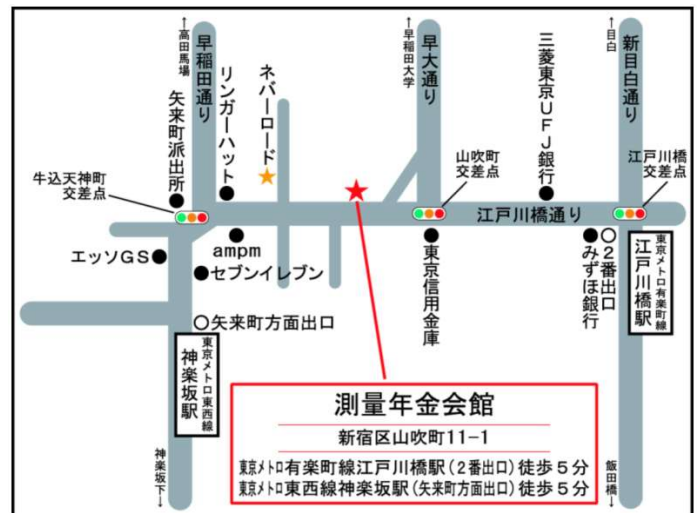 ←高田馬場
早稲田通り
リンガーハット
ネバーロード
←早稲田大学
早大通り
三菱東京UFJ銀行
←目白
新目白通り
矢来町派出所
牛込天神町
交差点
山吹町
交差点
江戸川橋
交差点
江戸川橋通り
エッソGS
ampm
セブンイレブン
東京信用金庫
みずほ銀行
2番出口
東京メトロ有楽町線
江戸川橋駅
矢来町方面出口
東京メトロ東西線
神楽坂駅
測量年金会館
新宿区山吹町11−1
東京メトロ有楽町線江戸川橋駅(2番出口)徒歩5分
東京メトロ東西線神楽坂駅(矢来町方面出口)徒歩5分
神楽坂下→
飯田橋→